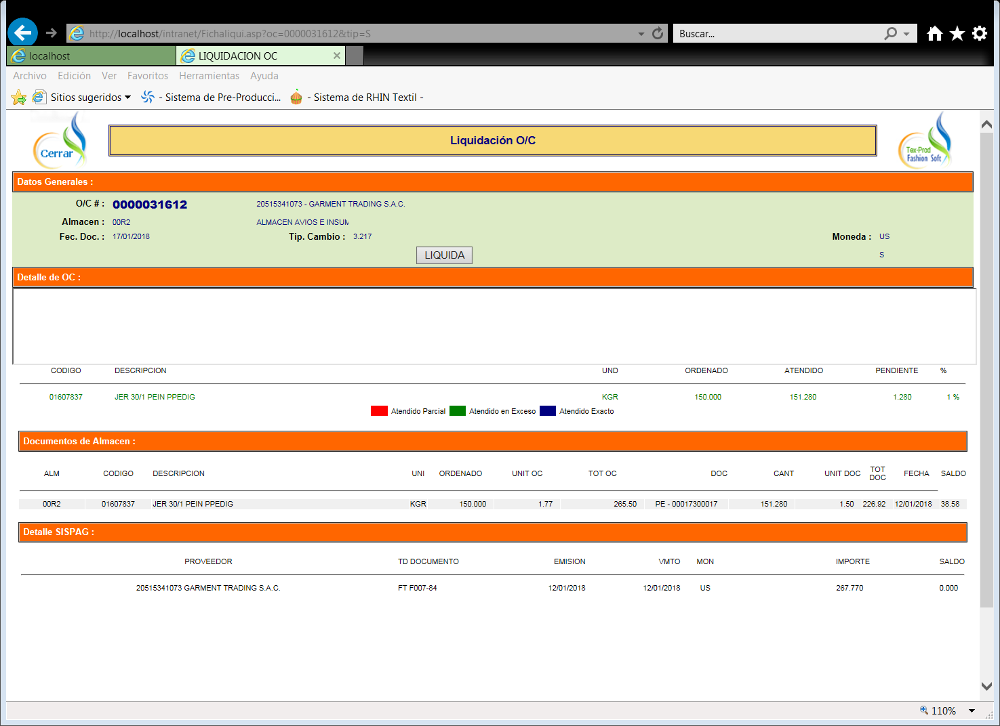 http://localhost/intranet/Fichaliqui.asp?oc=0000031612&tip=S
Buscar...
localhost
LIQUIDACION OC
Archivo Edición Ver Favoritos Herramientas Ayuda
Sitios sugeridos - Sistema de Pre-Producci... - Sistema de RHIN Textil -
Cerrar
Liquidación O/C
Tex-Prod
Fashion Soft
Datos Generales :
O/C # : 0000031612 20515341073 - GARMENT TRADING S.A.C.
Almacen : 00R2 ALMACEN AVIOS E INSUM
Fec. Doc. : 17/01/2018 Tip. Cambio : 3.217 Moneda : US
LIQUIDA S
Detalle de OC :
CODIGO DESCRIPCION UND ORDENADO ATENDIDO PENDIENTE %
01607837 JER 30/1 PEIN PPEDIG KGR 150.000 151.280 1.280 1 %
Atendido Parcial Atendido en Exceso Atendido Exacto
Documentos de Almacen :
ALM CODIGO DESCRIPCION UNI ORDENADO UNIT OC TOT OC DOC CANT UNIT DOC TOT DOC FECHA SALDO
00R2 01607837 JER 30/1 PEIN PPEDIG KGR 150.000 1.77 265.50 PE - 00017300017 151.280 1.50 226.92 12/01/2018 38.58
Detalle SISPAG :
PROVEEDOR TD DOCUMENTO EMISION VMTO MON IMPORTE SALDO
20515341073 GARMENT TRADING S.A.C. FT F007-84 12/01/2018 12/01/2018 US 267.770 0.000
110%